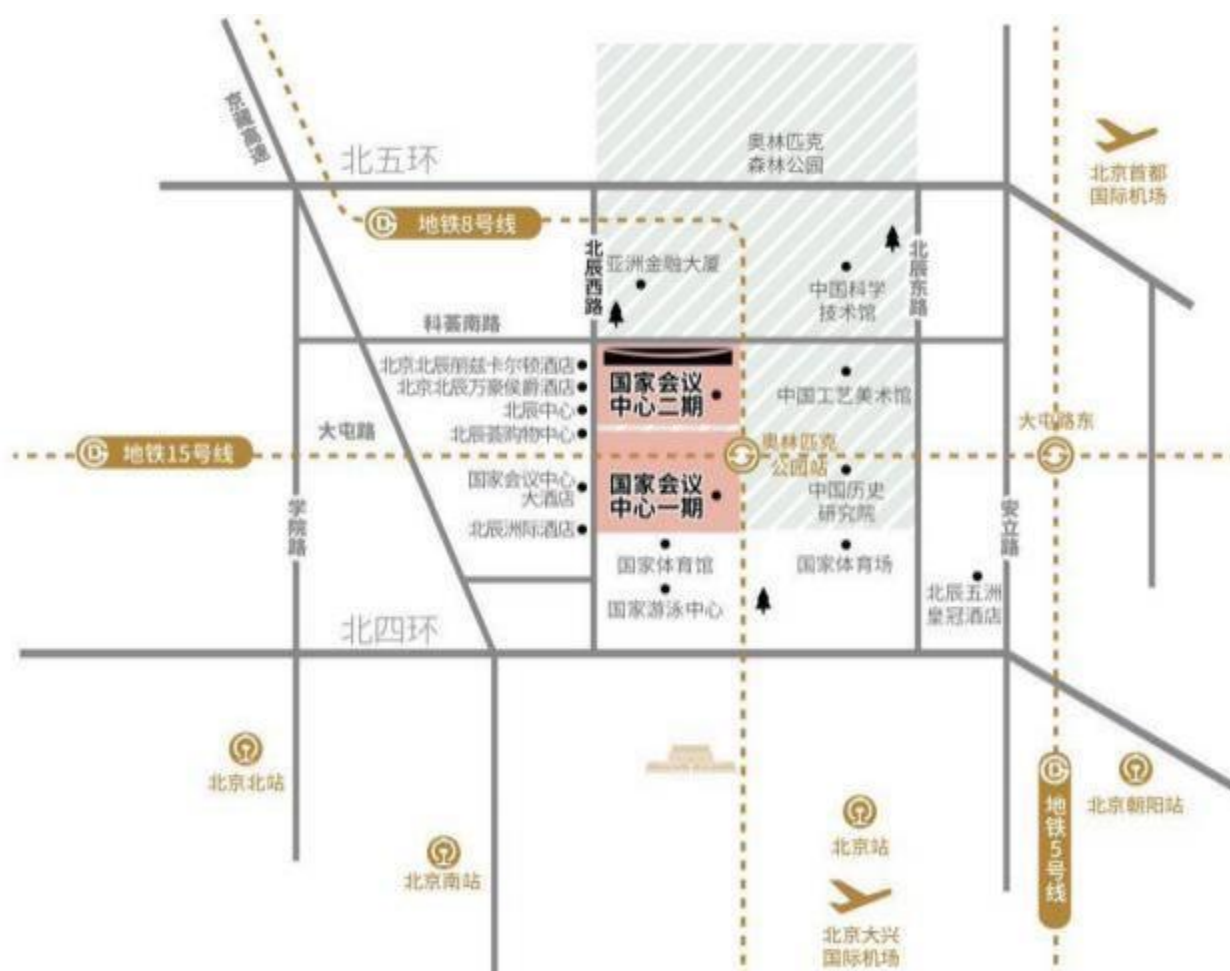 京藏高速
北五环
奥林匹克
森林公园
北京首都
国际机场
地铁8号线
北辰西路
亚洲金融大厦
中国科学
技术馆
北辰东路
科荟南路
北京北辰丽兹卡尔顿酒店
北京北辰万豪侯爵酒店
北辰中心
北辰荟购物中心
国家会议
中心二期
中国工艺美术馆
大屯路
大屯路东
地铁15号线
奥林匹克
公园站
国家会议中心
大酒店
国家会议
中心一期
中国历史
研究院
学院路
安立路
北辰洲际酒店
国家体育馆
国家体育场
国家游泳中心
北辰五洲
皇冠酒店
北四环
北京北站
北京南站
北京站
北京朝阳站
地铁5号线
北京大兴
国际机场